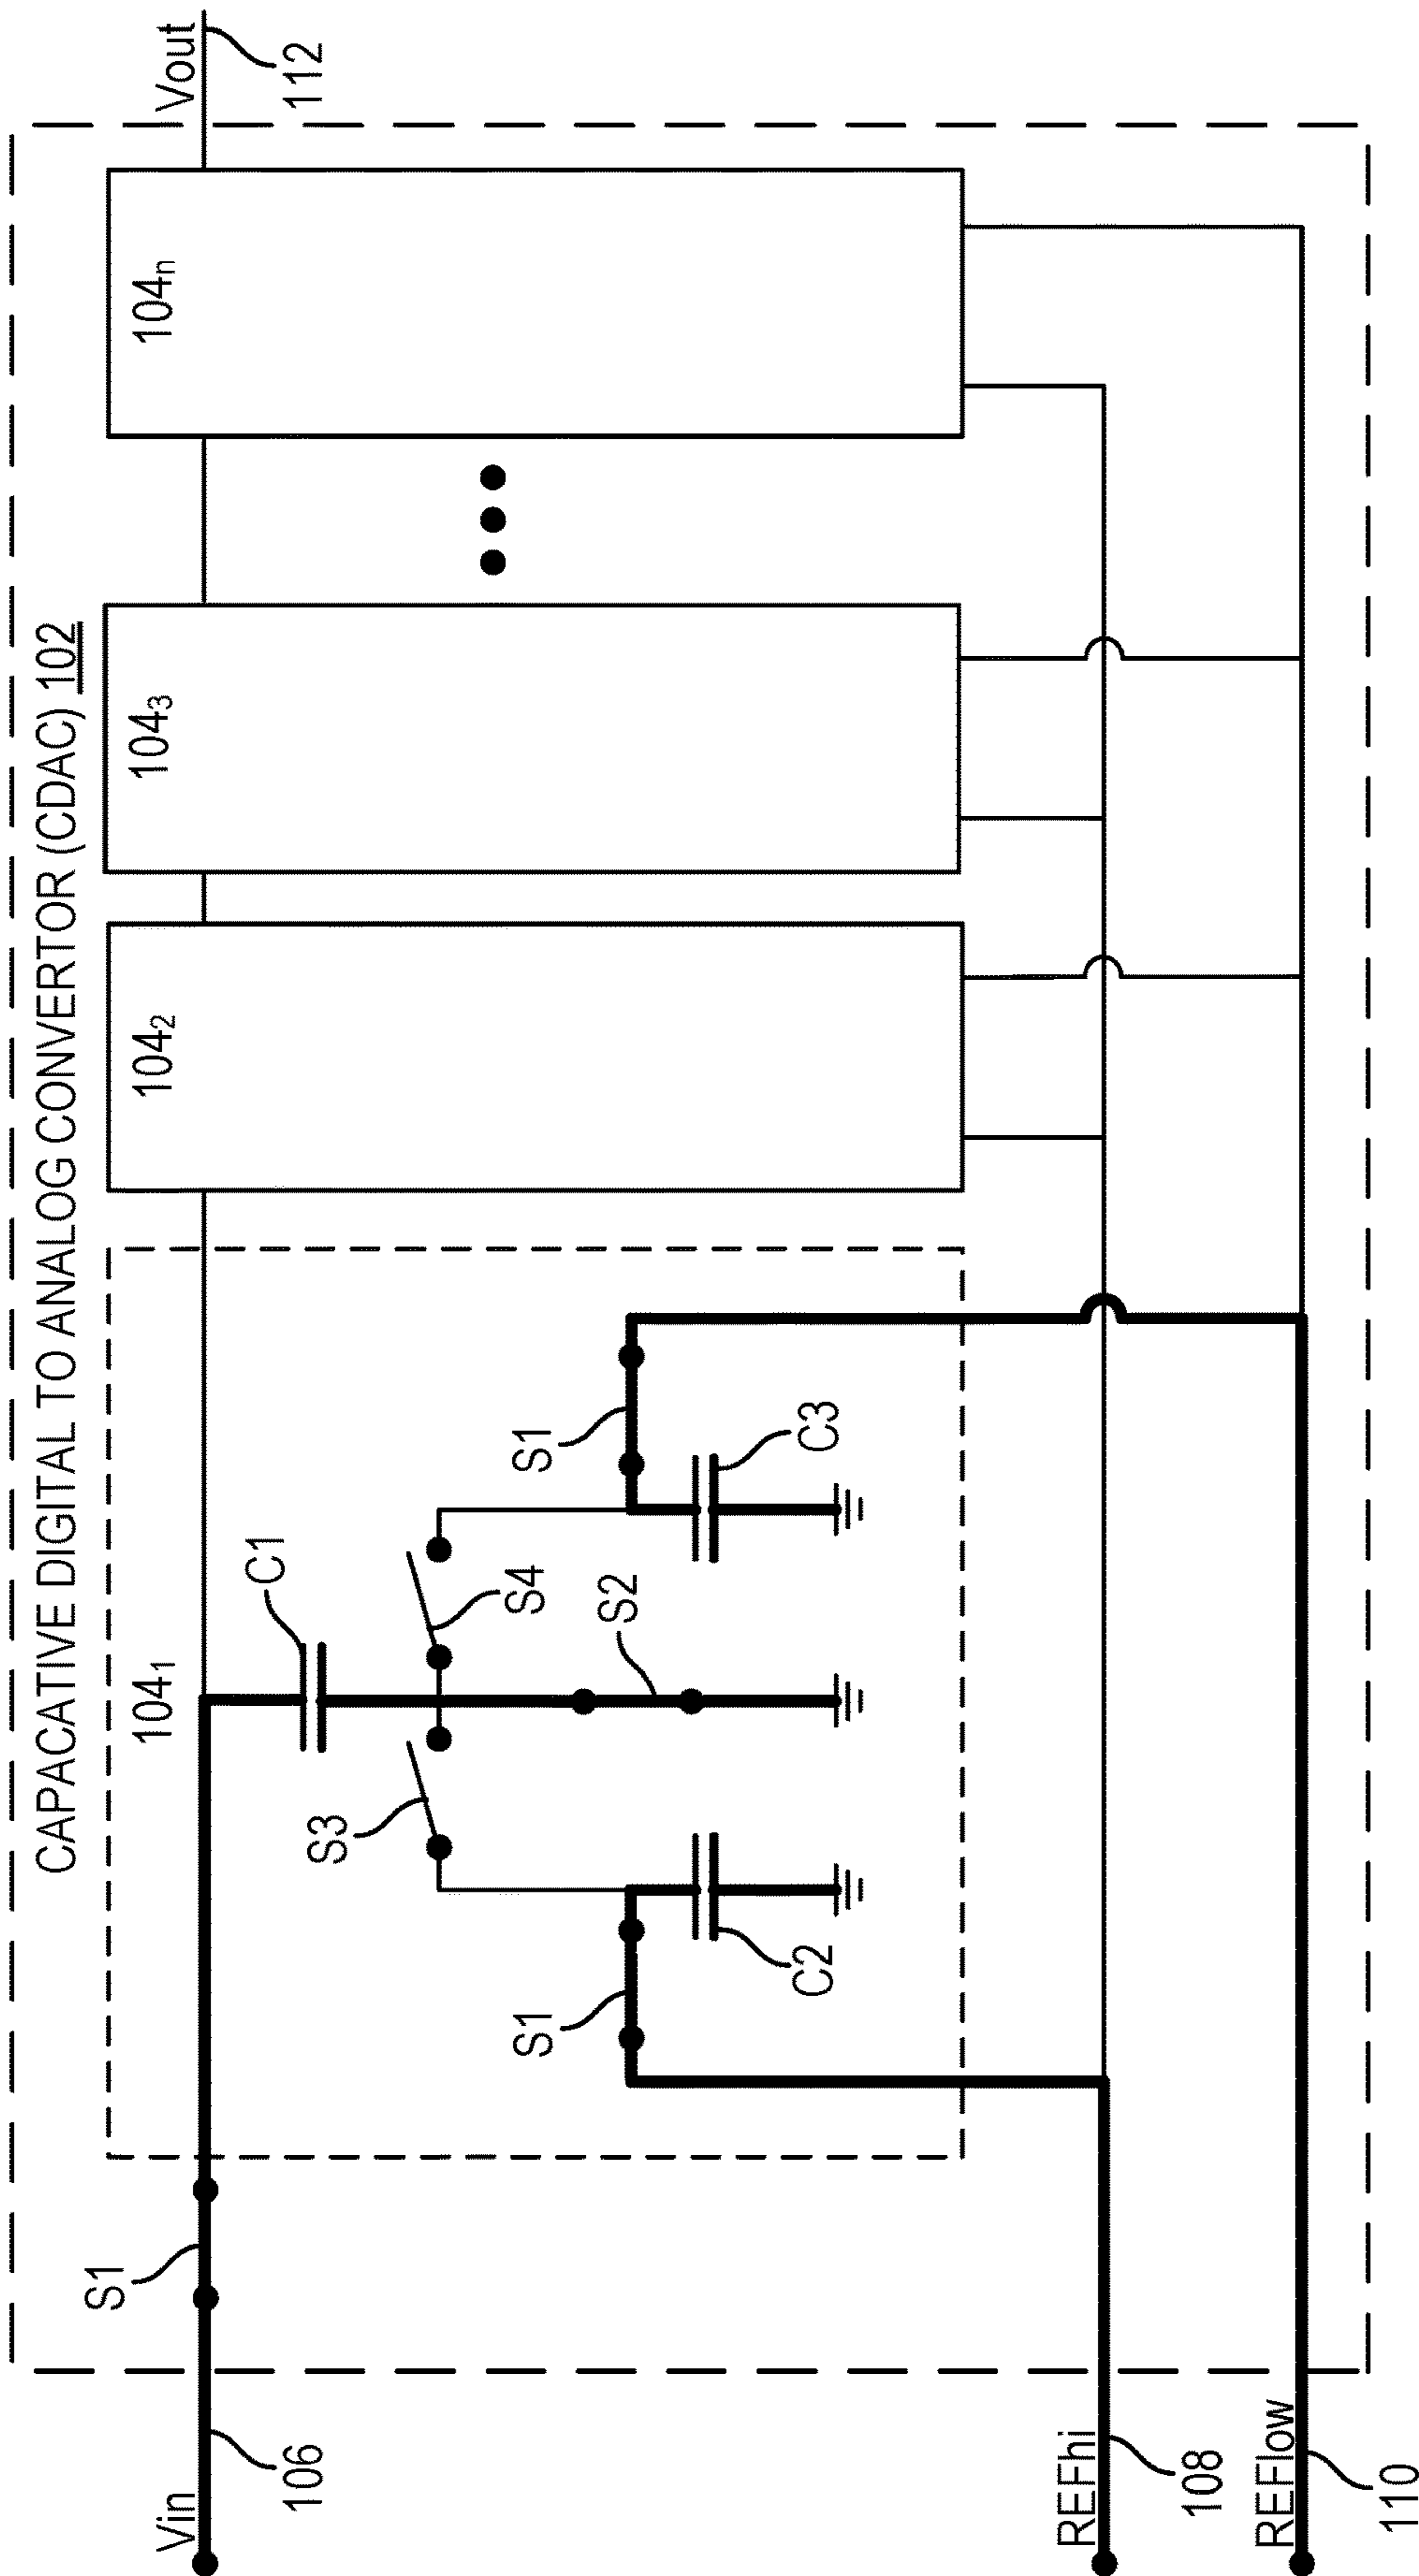 CAPACATIVE DIGITAL TO ANALOG CONVERTOR (CDAC) 102
Vin
106
S1
104₁
104₂
104₃
104ₙ
Vout
112
C1
S3
S4
S1
S2
S1
C2
C3
REFhi
108
REFlow
110